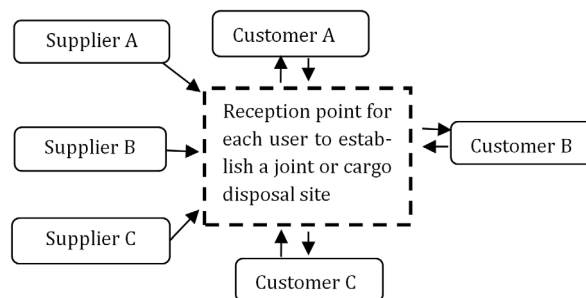 Supplier A
Customer A
Reception point for
each user to estab-
lish a joint or cargo
disposal site
Supplier B
Customer B
Supplier C
Customer C